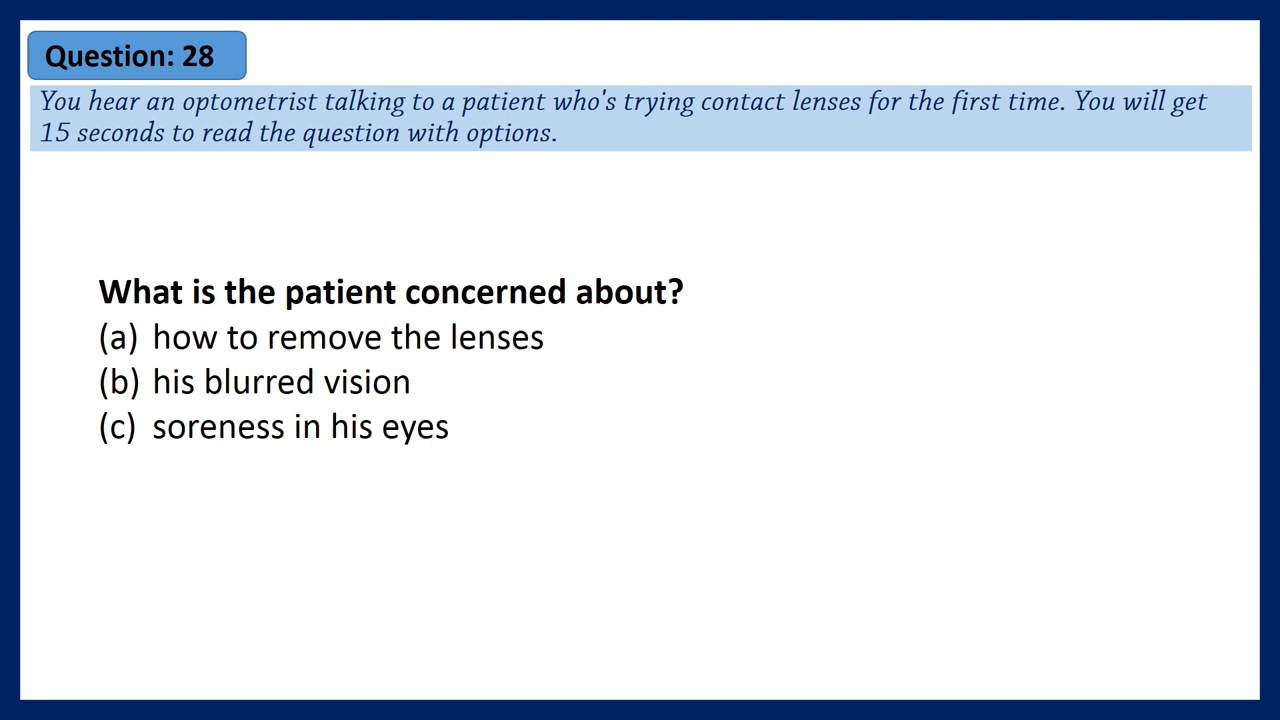 Question: 28
You hear an optometrist talking to a patient who's trying contact lenses for the first time. You will get
15 seconds to read the question with options.
What is the patient concerned about?
(a) how to remove the lenses
(b) his blurred vision
(c) soreness in his eyes